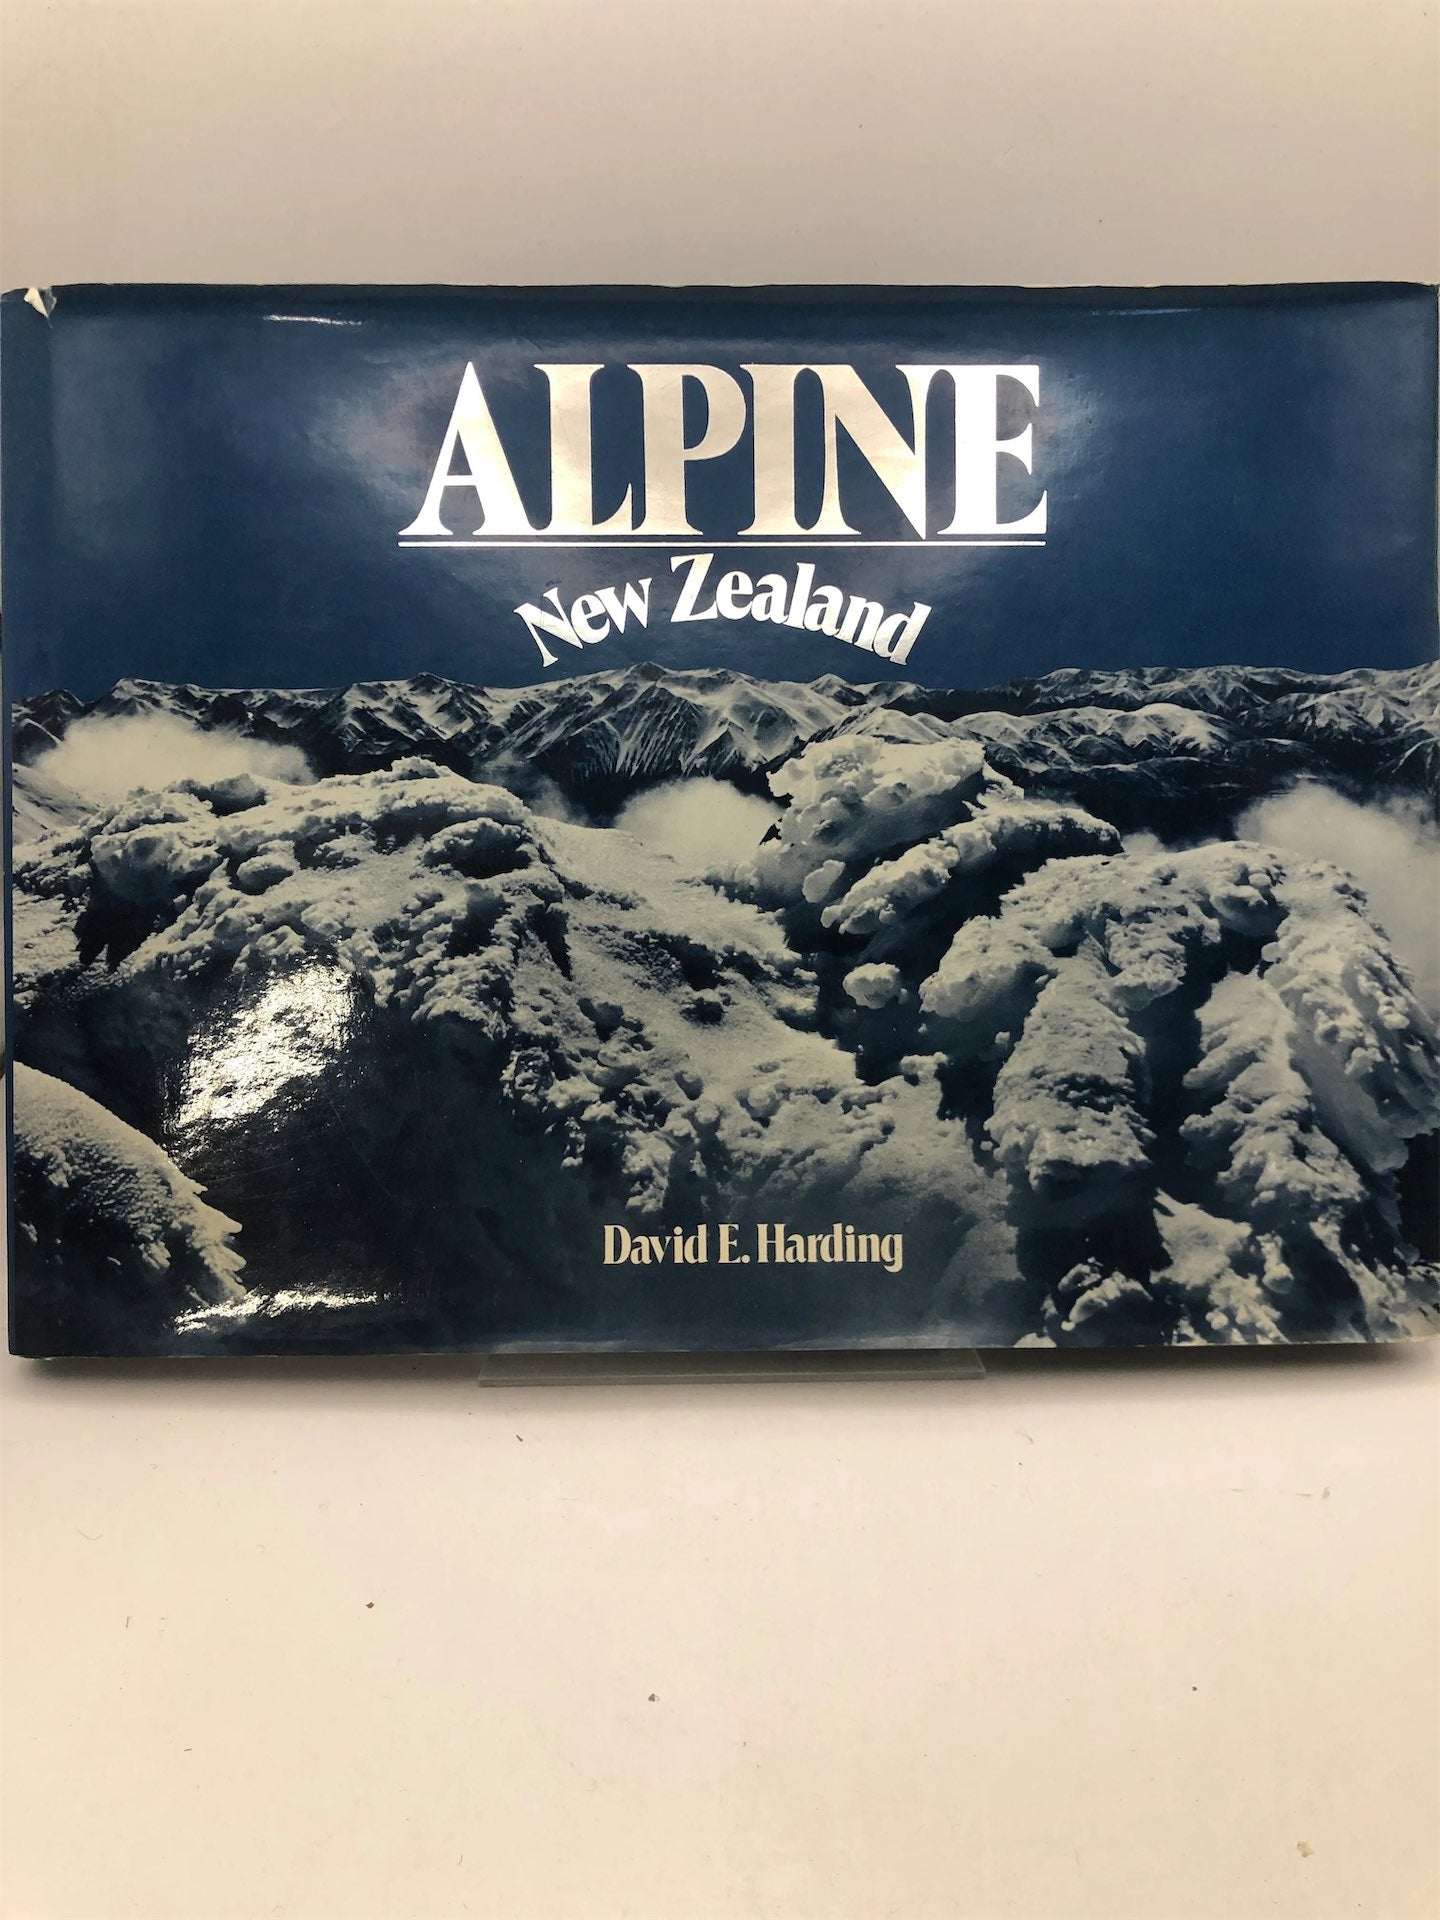 ALPINE
New Zealand
David E. Harding